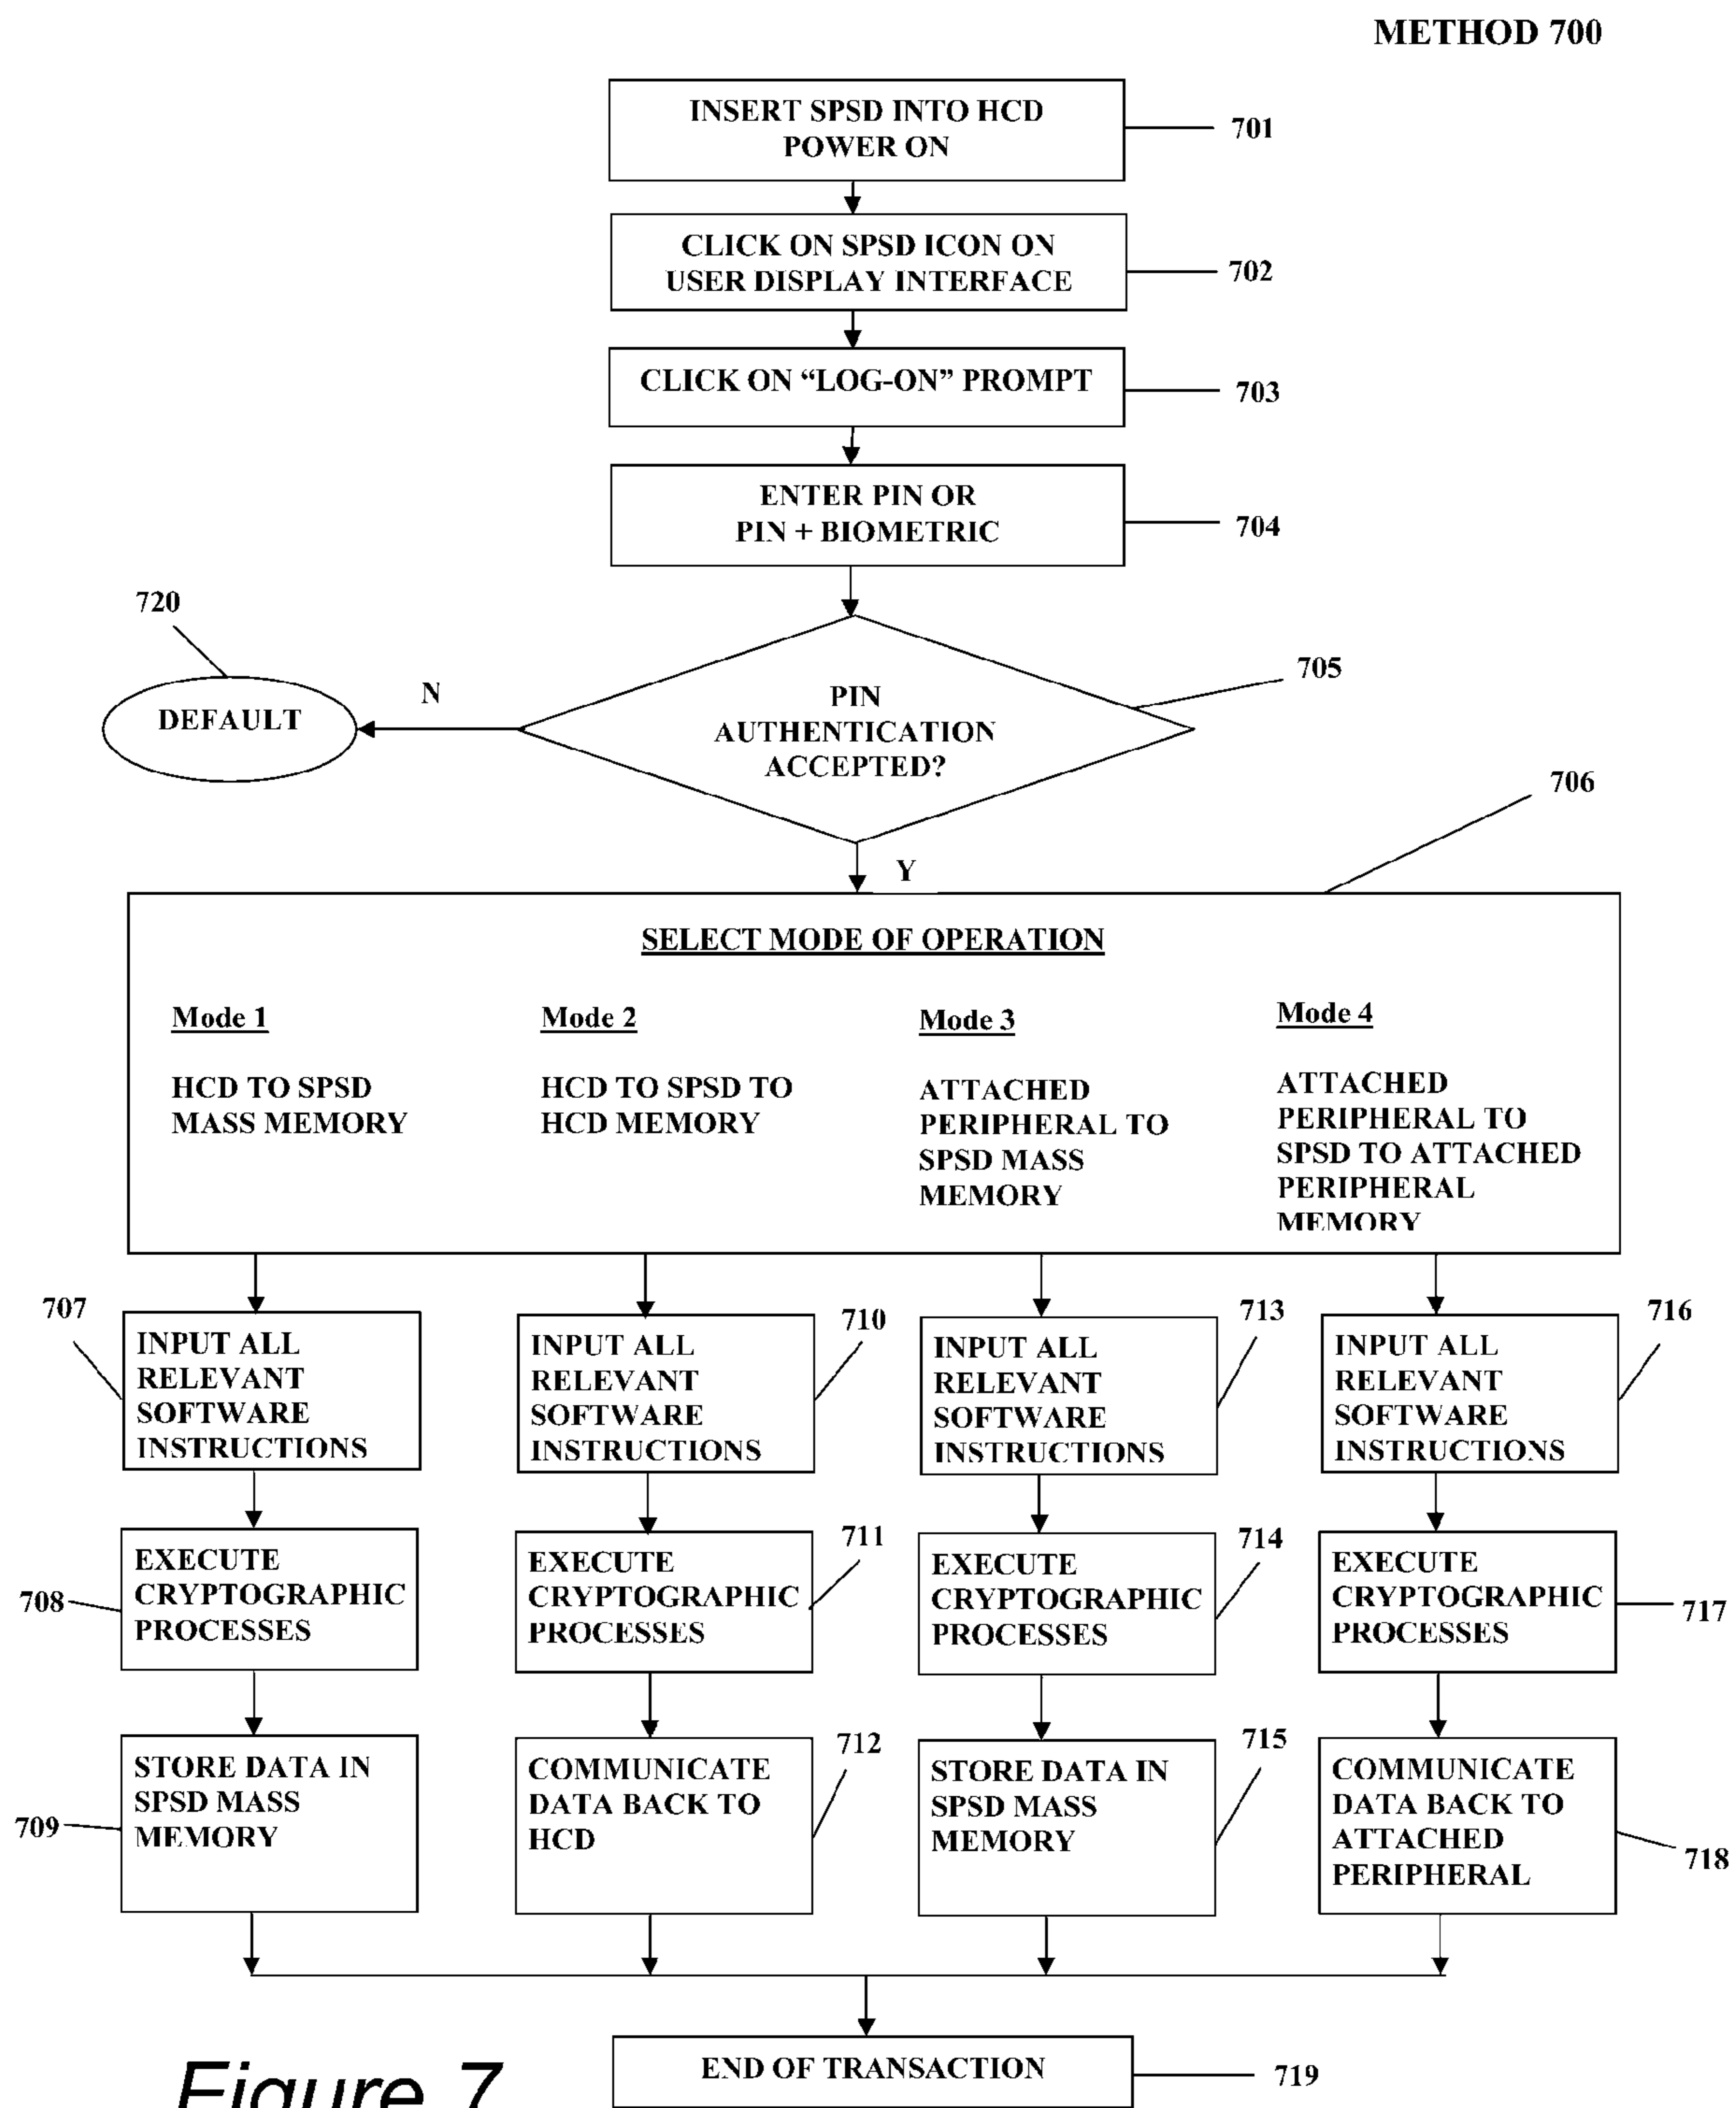 METHOD 700
INSERT SPSD INTO HCD
POWER ON
701
CLICK ON SPSD ICON ON
USER DISPLAY INTERFACE
702
CLICK ON “LOG-ON” PROMPT
703
ENTER PIN OR
PIN + BIOMETRIC
704
720
DEFAULT
N
PIN
AUTHENTICATION
ACCEPTED?
705
Y
706
SELECT MODE OF OPERATION
Mode 1
HCD TO SPSD
MASS MEMORY
Mode 2
HCD TO SPSD TO
HCD MEMORY
Mode 3
ATTACHED
PERIPHERAL TO
SPSD MASS
MEMORY
Mode 4
ATTACHED
PERIPHERAL TO
SPSD TO ATTACHED
PERIPHERAL
MEMORY
707
INPUT ALL
RELEVANT
SOFTWARE
INSTRUCTIONS
710
INPUT ALL
RELEVANT
SOFTWARE
INSTRUCTIONS
713
INPUT ALL
RELEVANT
SOFTWARE
INSTRUCTIONS
716
INPUT ALL
RELEVANT
SOFTWARE
INSTRUCTIONS
708
EXECUTE
CRYPTOGRAPHIC
PROCESSES
711
EXECUTE
CRYPTOGRAPHIC
PROCESSES
714
EXECUTE
CRYPTOGRAPHIC
PROCESSES
717
EXECUTE
CRYPTOGRAPHIC
PROCESSES
709
STORE DATA IN
SPSD MASS
MEMORY
712
COMMUNICATE
DATA BACK TO
HCD
715
STORE DATA IN
SPSD MASS
MEMORY
718
COMMUNICATE
DATA BACK TO
ATTACHED
PERIPHERAL
END OF TRANSACTION
719
Figure 7